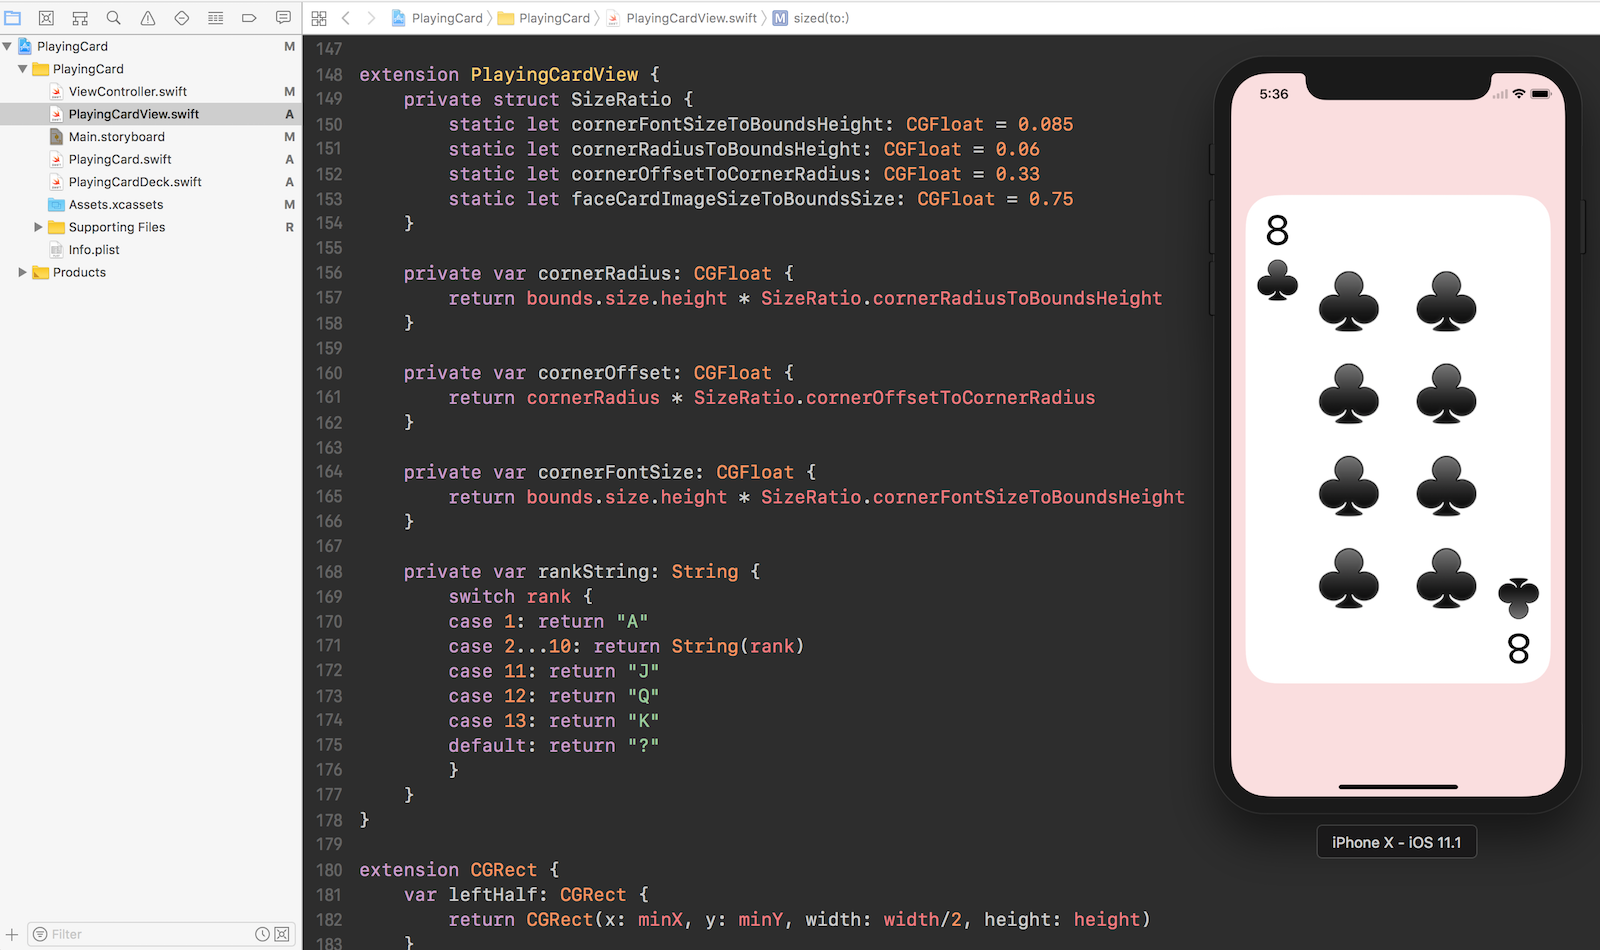 PlayingCard M
PlayingCard
ViewController.swift M
PlayingCardView.swift A
Main.storyboard M
PlayingCard.swift A
PlayingCardDeck.swift A
Assets.xcassets M
Supporting Files R
Info.plist
Products
Filter
PlayingCard PlayingCard PlayingCardView.swift M sized(to:)
147
148 extension PlayingCardView {
149 private struct SizeRatio {
150 static let cornerFontSizeToBoundsHeight: CGFloat = 0.085
151 static let cornerRadiusToBoundsHeight: CGFloat = 0.06
152 static let cornerOffsetToCornerRadius: CGFloat = 0.33
153 static let faceCardImageSizeToBoundsSize: CGFloat = 0.75
154 }
155
156 private var cornerRadius: CGFloat {
157 return bounds.size.height * SizeRatio.cornerRadiusToBoundsHeight
158 }
159
160 private var cornerOffset: CGFloat {
161 return cornerRadius * SizeRatio.cornerOffsetToCornerRadius
162 }
163
164 private var cornerFontSize: CGFloat {
165 return bounds.size.height * SizeRatio.cornerFontSizeToBoundsHeight
166 }
167
168 private var rankString: String {
169 switch rank {
170 case 1: return "A"
171 case 2...10: return String(rank)
172 case 11: return "J"
173 case 12: return "Q"
174 case 13: return "K"
175 default: return "?"
176 }
177 }
178 }
179
180 extension CGRect {
181 var leftHalf: CGRect {
182 return CGRect(x: minX, y: minY, width: width/2, height: height)
183 }
5:36
8
8
iPhone X - iOS 11.1